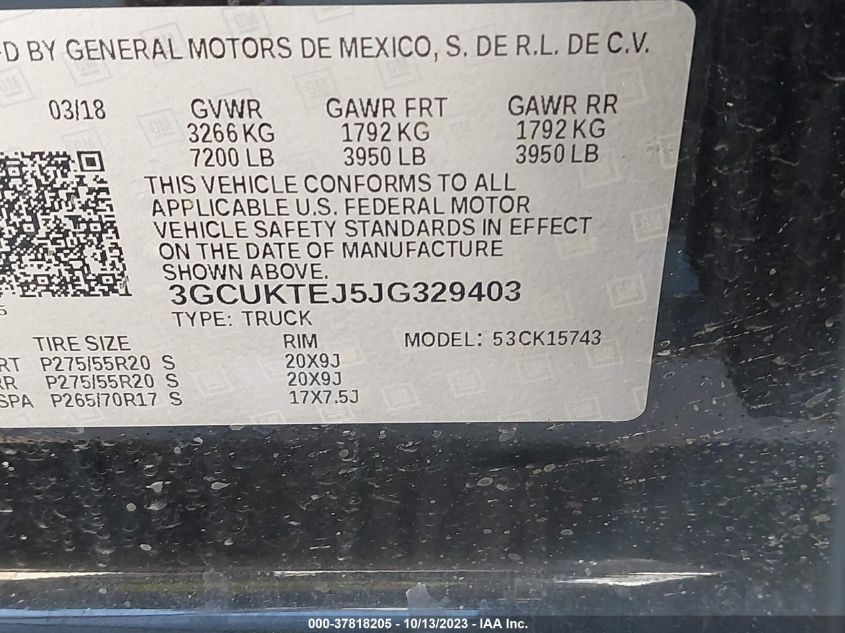 BY GENERAL MOTORS DE MEXICO, S. DE R.L. DE C.V.
03/18 GVWR GAWR FRT GAWR RR
3266 KG 1792 KG 1792 KG
7200 LB 3950 LB 3950 LB
THIS VEHICLE CONFORMS TO ALL
APPLICABLE U.S. FEDERAL MOTOR
VEHICLE SAFETY STANDARDS IN EFFECT
ON THE DATE OF MANUFACTURE
SHOWN ABOVE.
3GCUKTEJ5JG329403
TYPE: TRUCK
TIRE SIZE RIM MODEL: 53CK15743
RT P275/55R20 S 20X9J
RR P275/55R20 S 20X9J
SPA P265/70R17 S 17X7.5J
000-37818205 - 10/13/2023 - IAA Inc.